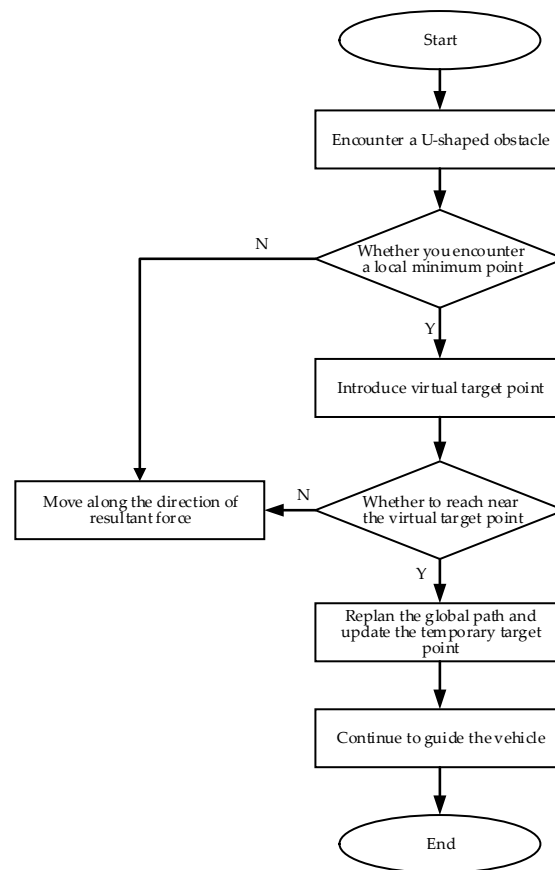 Start
Encounter a U-shaped obstacle
N
Whether you encounter
a local minimum point
Y
Introduce virtual target point
Move along the direction of
resultant force
N
Whether to reach near
the virtual target point
Y
Replan the global path and
update the temporary target
point
Continue to guide the vehicle
End